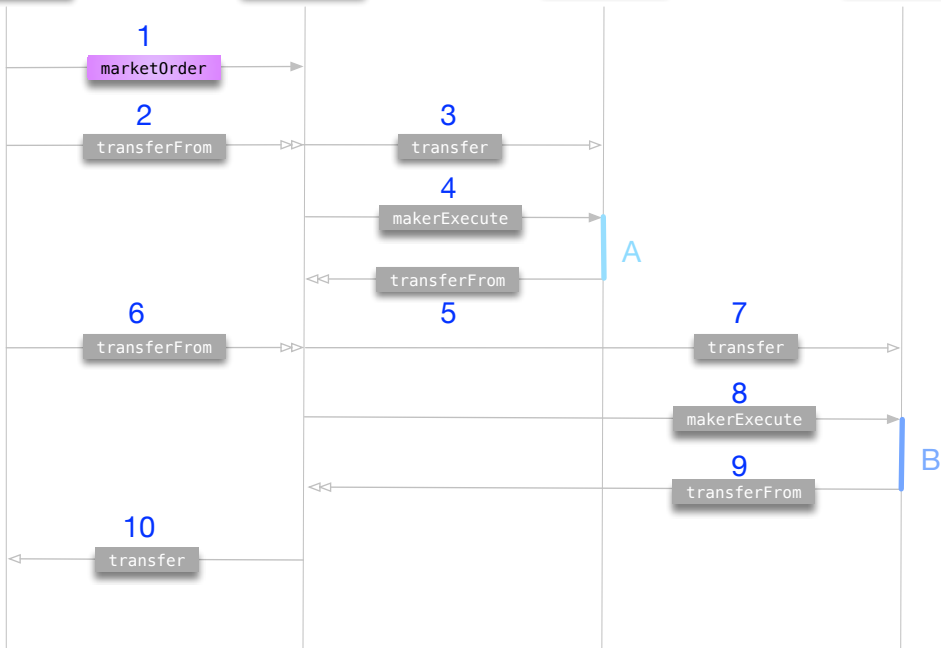 1
marketOrder
2
transferFrom
3
transfer
4
makerExecute
A
transferFrom
5
6
transferFrom
7
transfer
8
makerExecute
B
9
transferFrom
10
transfer